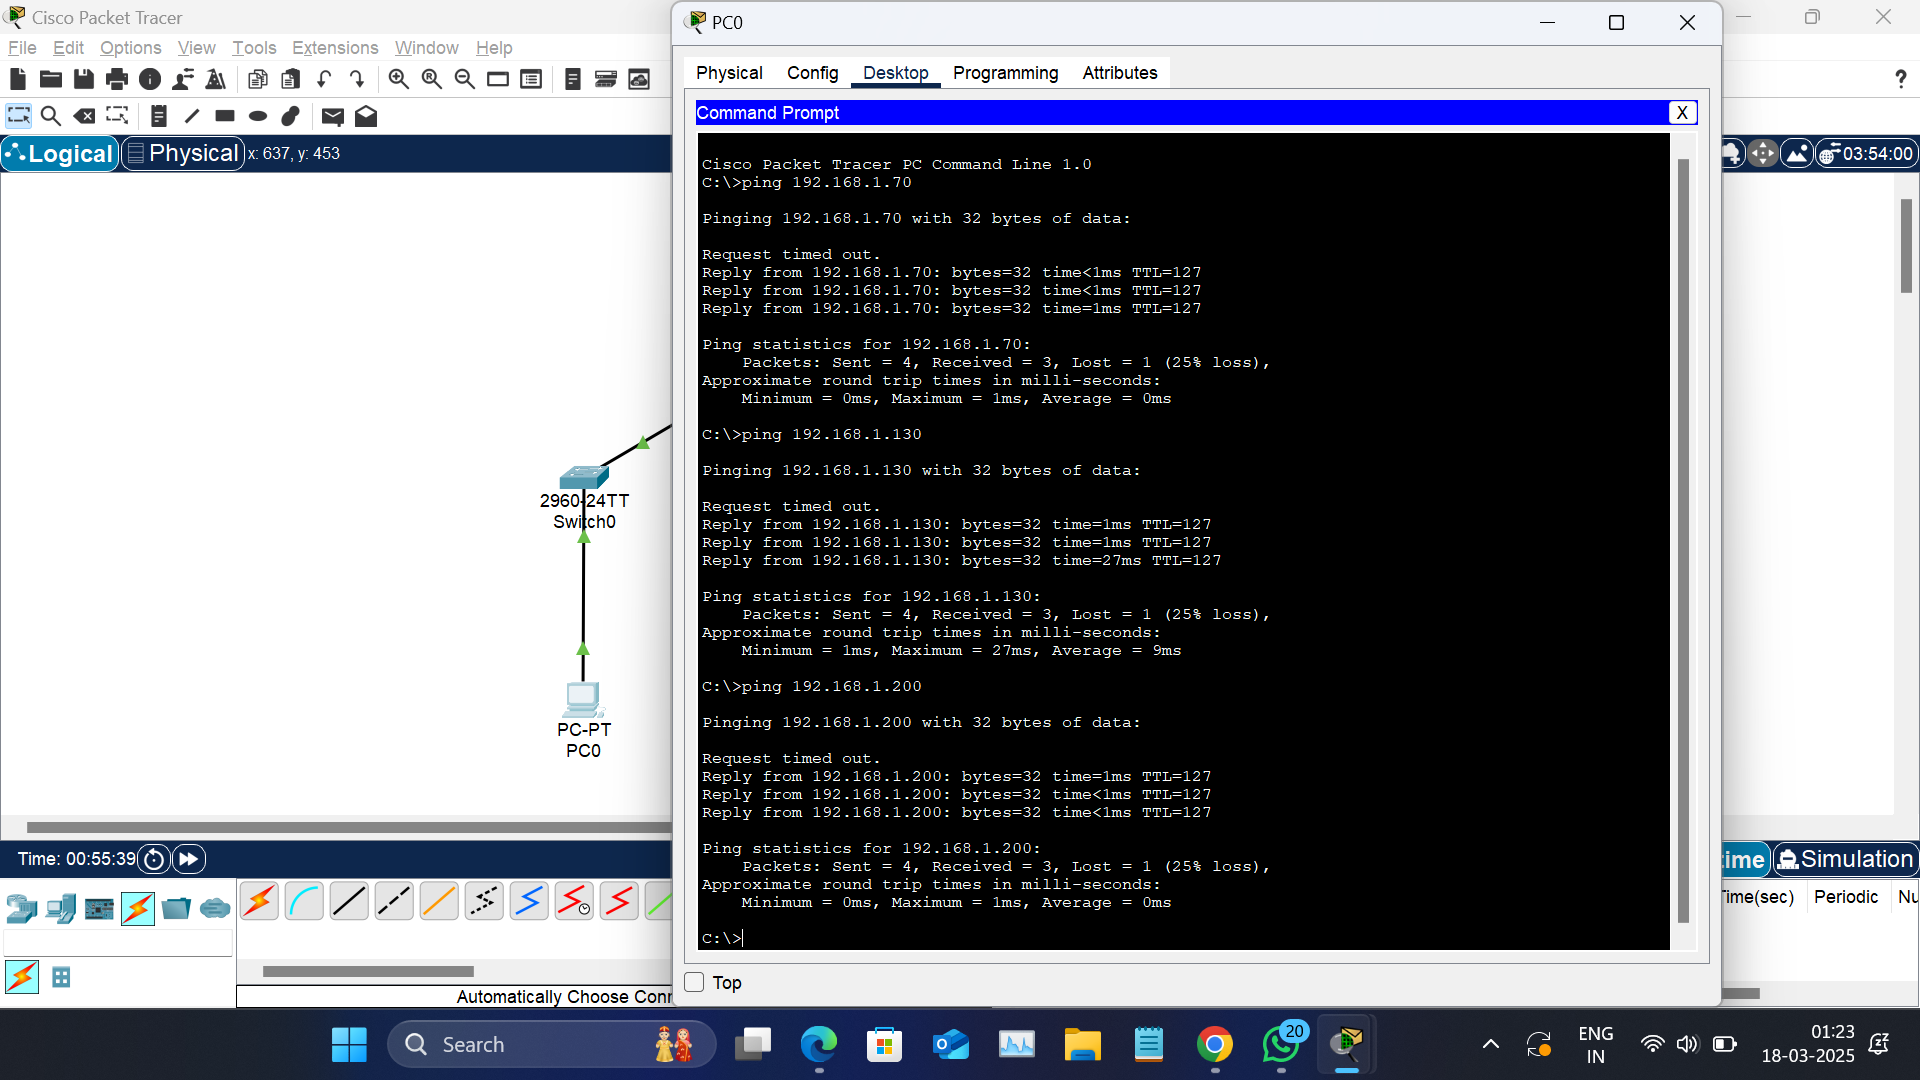 Cisco Packet Tracer
File Edit Options View Tools Extensions Window Help
Logical Physical x: 637, y: 453
03:54:00
?
2960-24TT
Switch0
PC-PT
PC0
Time: 00:55:39
Automatically Choose Conn
PC0
Physical Config Desktop Programming Attributes
Command Prompt
X
Cisco Packet Tracer PC Command Line 1.0
C:\>ping 192.168.1.70
Pinging 192.168.1.70 with 32 bytes of data:
Request timed out.
Reply from 192.168.1.70: bytes=32 time<1ms TTL=127
Reply from 192.168.1.70: bytes=32 time<1ms TTL=127
Reply from 192.168.1.70: bytes=32 time=1ms TTL=127
Ping statistics for 192.168.1.70:
Packets: Sent = 4, Received = 3, Lost = 1 (25% loss),
Approximate round trip times in milli-seconds:
Minimum = 0ms, Maximum = 1ms, Average = 0ms
C:\>ping 192.168.1.130
Pinging 192.168.1.130 with 32 bytes of data:
Request timed out.
Reply from 192.168.1.130: bytes=32 time=1ms TTL=127
Reply from 192.168.1.130: bytes=32 time=1ms TTL=127
Reply from 192.168.1.130: bytes=32 time=27ms TTL=127
Ping statistics for 192.168.1.130:
Packets: Sent = 4, Received = 3, Lost = 1 (25% loss),
Approximate round trip times in milli-seconds:
Minimum = 1ms, Maximum = 27ms, Average = 9ms
C:\>ping 192.168.1.200
Pinging 192.168.1.200 with 32 bytes of data:
Request timed out.
Reply from 192.168.1.200: bytes=32 time=1ms TTL=127
Reply from 192.168.1.200: bytes=32 time<1ms TTL=127
Reply from 192.168.1.200: bytes=32 time<1ms TTL=127
Ping statistics for 192.168.1.200:
Packets: Sent = 4, Received = 3, Lost = 1 (25% loss),
Approximate round trip times in milli-seconds:
Minimum = 0ms, Maximum = 1ms, Average = 0ms
C:\>
Top
ime Simulation
Time(sec) Periodic Nu
Search
20
ENG
IN
01:23
18-03-2025